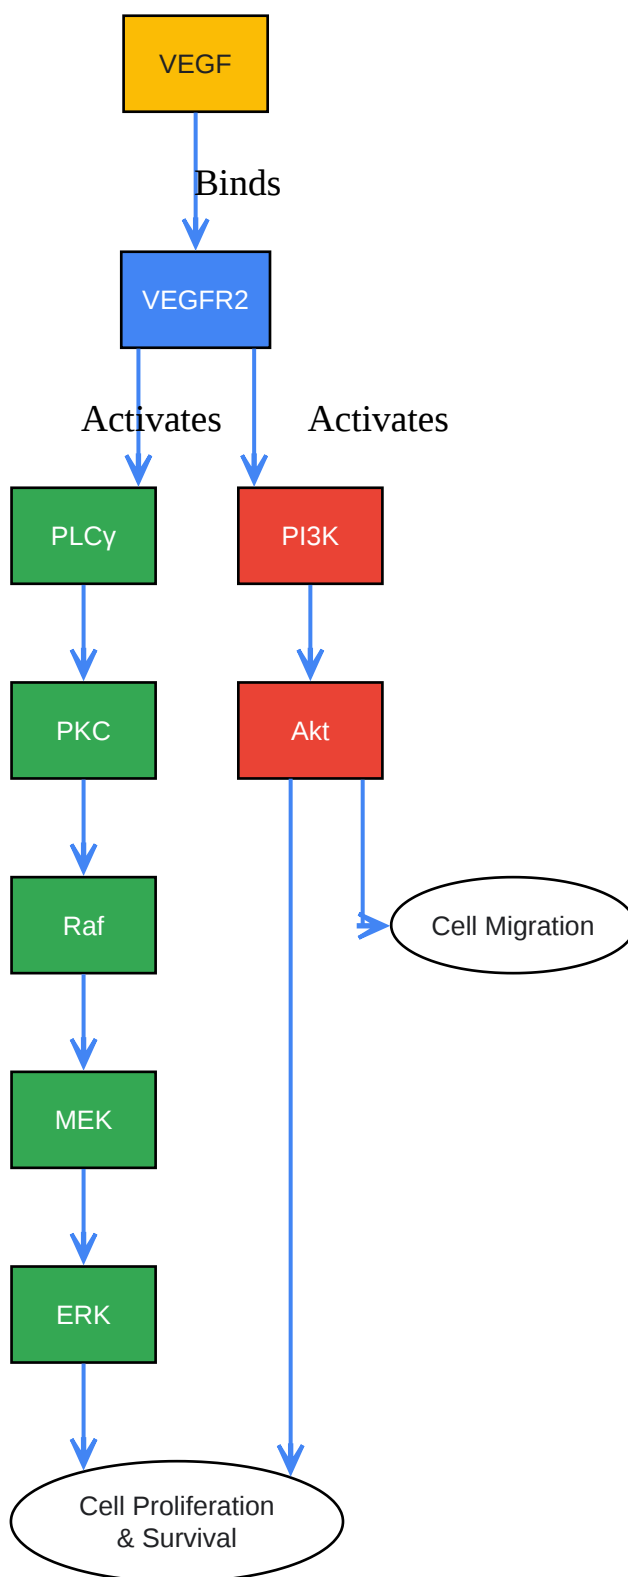 VEGF
Binds
VEGFR2
Activates
Activates
PLCγ
PI3K
PKC
Akt
Raf
Cell Migration
MEK
ERK
Cell Proliferation
& Survival